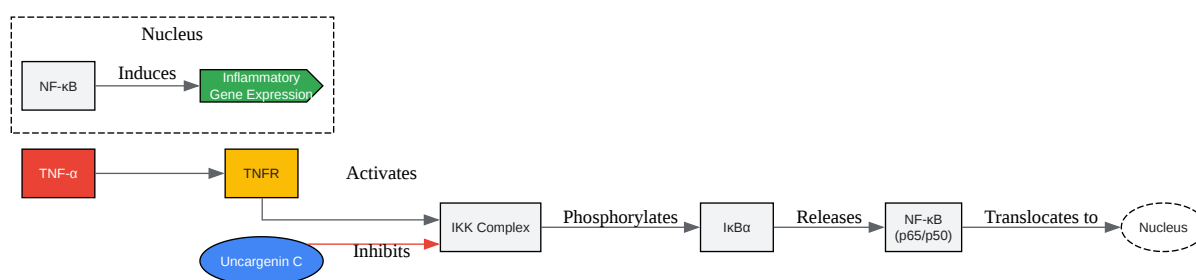 Nucleus
NF-κB
Induces
Inflammatory
Gene Expression
TNF-α
TNFR
Activates
IKK Complex
Phosphorylates
IκBα
Releases
NF-κB
(p65/p50)
Translocates to
Nucleus
Uncargenin C
Inhibits